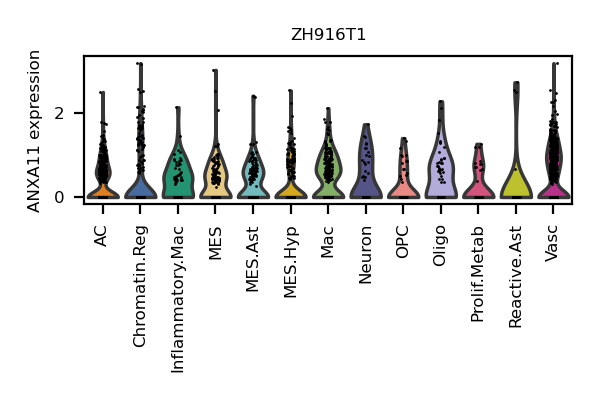 ZH916T1
ANXA11 expression
2
0
AC
Chromatin.Reg
Inflammatory.Mac
MES
MES.Ast
MES.Hyp
Mac
Neuron
OPC
Oligo
Prolif.Metab
Reactive.Ast
Vasc